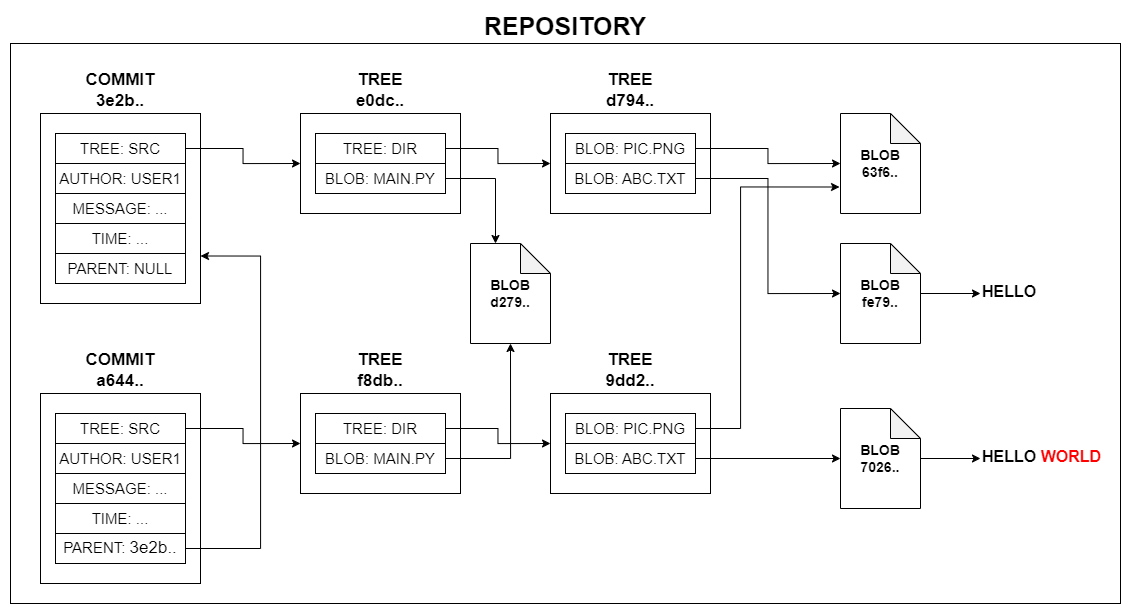 REPOSITORY
COMMIT
3e2b..
TREE: SRC
AUTHOR: USER1
MESSAGE: ...
TIME: ...
PARENT: NULL
TREE
e0dc..
TREE: DIR
BLOB: MAIN.PY
TREE
d794..
BLOB: PIC.PNG
BLOB: ABC.TXT
BLOB
63f6..
BLOB
d279..
BLOB
fe79..
HELLO
COMMIT
a644..
TREE: SRC
AUTHOR: USER1
MESSAGE: ...
TIME: ...
PARENT: 3e2b..
TREE
f8db..
TREE: DIR
BLOB: MAIN.PY
TREE
9dd2..
BLOB: PIC.PNG
BLOB: ABC.TXT
BLOB
7026..
HELLO WORLD